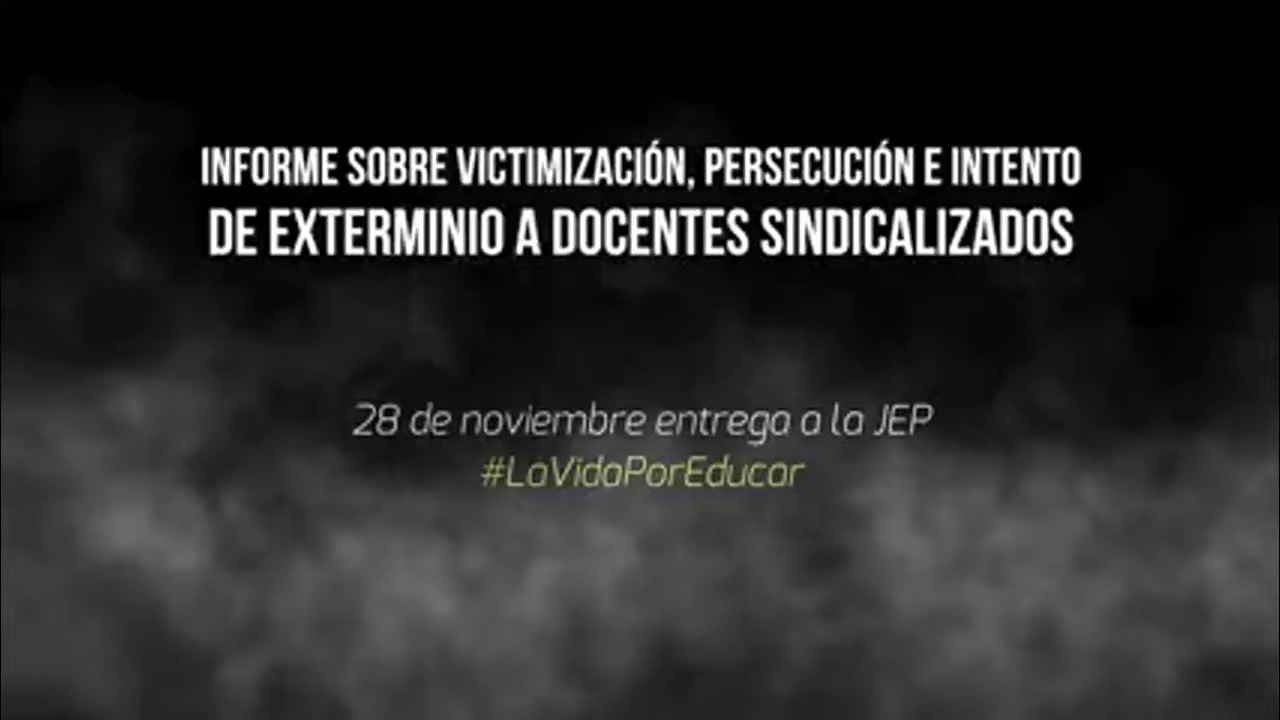 INFORME SOBRE VICTIMIZACIÓN, PERSECUCIÓN E INTENTO
DE EXTERMINIO A DOCENTES SINDICALIZADOS
28 de noviembre entrega a la JEP
#LaVidaPorEducar